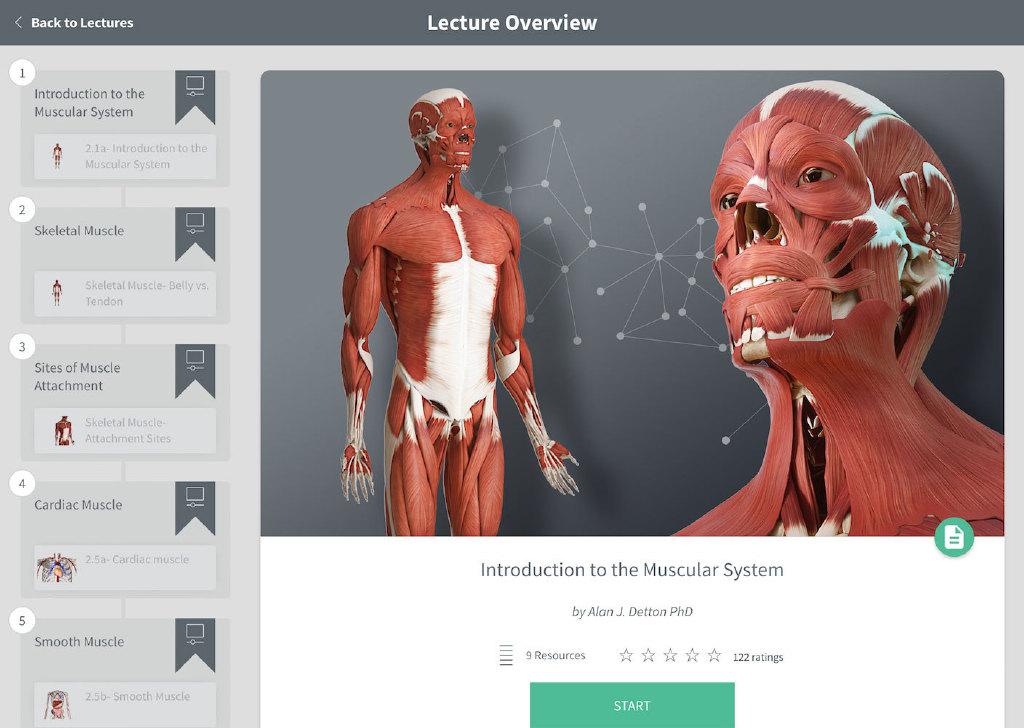 Back to Lectures
Lecture Overview
1
Introduction to the
Muscular System
2.1a- Introduction to the
Muscular System
2
Skeletal Muscle
Skeletal Muscle- Belly vs.
Tendon
3
Sites of Muscle
Attachment
Skeletal Muscle-
Attachment Sites
4
Cardiac Muscle
2.5a- Cardiac muscle
5
Smooth Muscle
2.5b- Smooth Muscle
Introduction to the Muscular System
by Alan J. Detton PhD
9 Resources
122 ratings
START